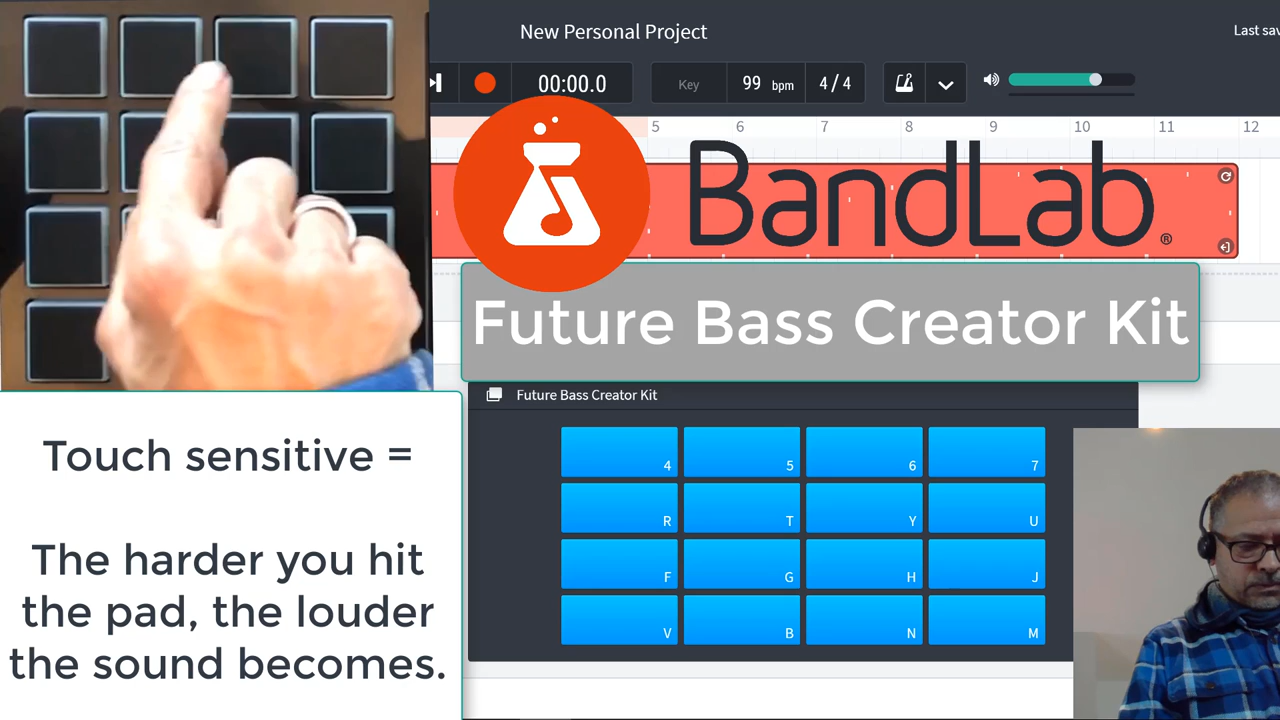 New Personal Project
Last sav
00:00.0
Key
99 bpm
4 / 4
5 6 7 8 9 10 11 12
BandLab®
Future Bass Creator Kit
Future Bass Creator Kit
4 5 6 7
R T Y U
F G H J
V B N M
Touch sensitive =
The harder you hit
the pad, the louder
the sound becomes.